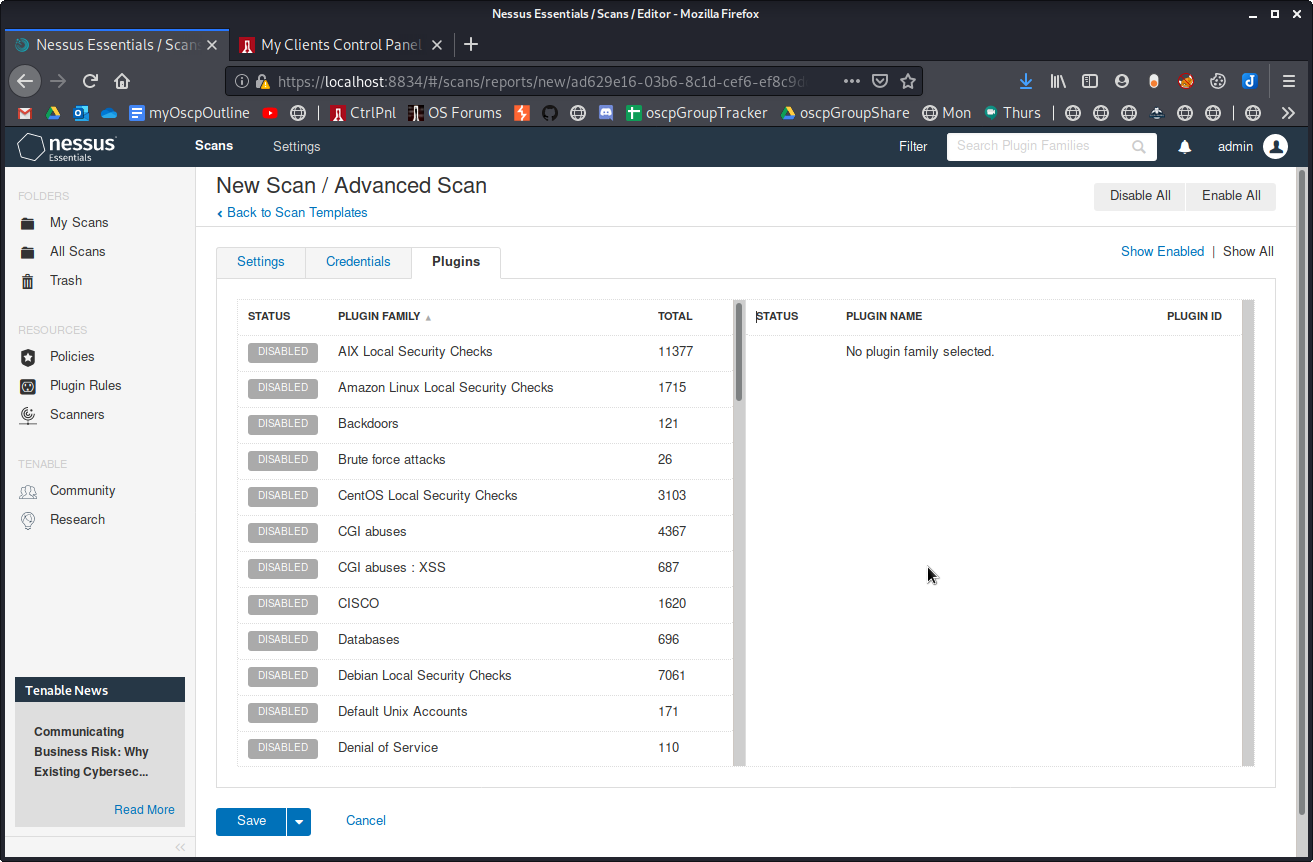 Nessus Essentials / Scans / Editor - Mozilla Firefox
Nessus Essentials / Scan
My Clients Control Panel
https://localhost:8834/#/scans/reports/new/ad629e16-03b6-8c1d-cef6-ef8c9d
myOscpOutline
CtrlPnl
OS Forums
oscpGroupTracker
oscpGroupShare
Mon
Thurs
nessus
Essentials
Scans
Settings
Filter
Search Plugin Families
admin
FOLDERS
My Scans
All Scans
Trash
RESOURCES
Policies
Plugin Rules
Scanners
TENABLE
Community
Research
Tenable News
Communicating
Business Risk: Why
Existing Cybersec...
Read More
New Scan / Advanced Scan
‹ Back to Scan Templates
Disable All
Enable All
Settings
Credentials
Plugins
Show Enabled | Show All
STATUS PLUGIN FAMILY ▲ TOTAL
DISABLED AIX Local Security Checks 11377
DISABLED Amazon Linux Local Security Checks 1715
DISABLED Backdoors 121
DISABLED Brute force attacks 26
DISABLED CentOS Local Security Checks 3103
DISABLED CGI abuses 4367
DISABLED CGI abuses : XSS 687
DISABLED CISCO 1620
DISABLED Databases 696
DISABLED Debian Local Security Checks 7061
DISABLED Default Unix Accounts 171
DISABLED Denial of Service 110
STATUS PLUGIN NAME PLUGIN ID
No plugin family selected.
Save
Cancel